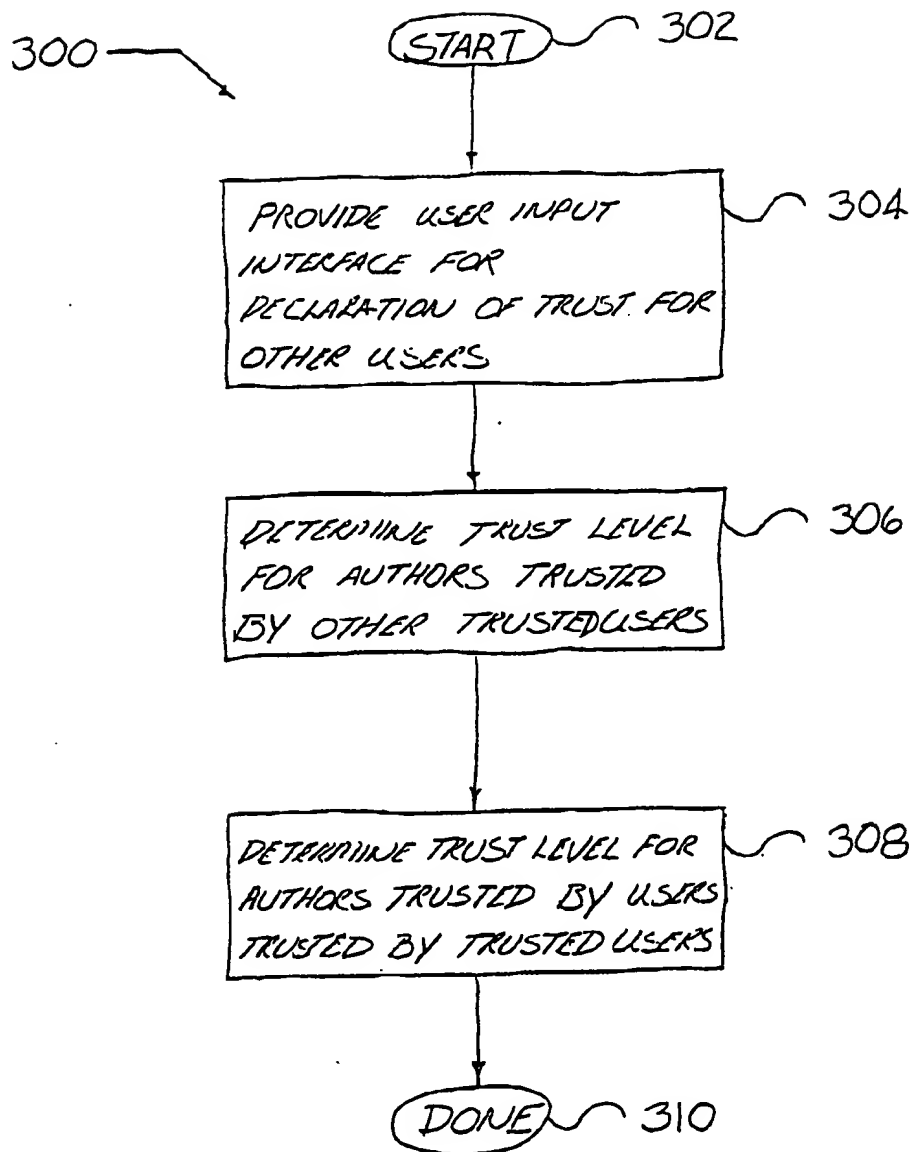 START 302
300
PROVIDE USER INPUT 304
INTERFACE FOR
DECLARATION OF TRUST FOR
OTHER USERS
DETERMINE TRUST LEVEL 306
FOR AUTHORS TRUSTED
BY OTHER TRUSTED USERS
DETERMINE TRUST LEVEL FOR 308
AUTHORS TRUSTED BY USERS
TRUSTED BY TRUSTED USERS
DONE 310